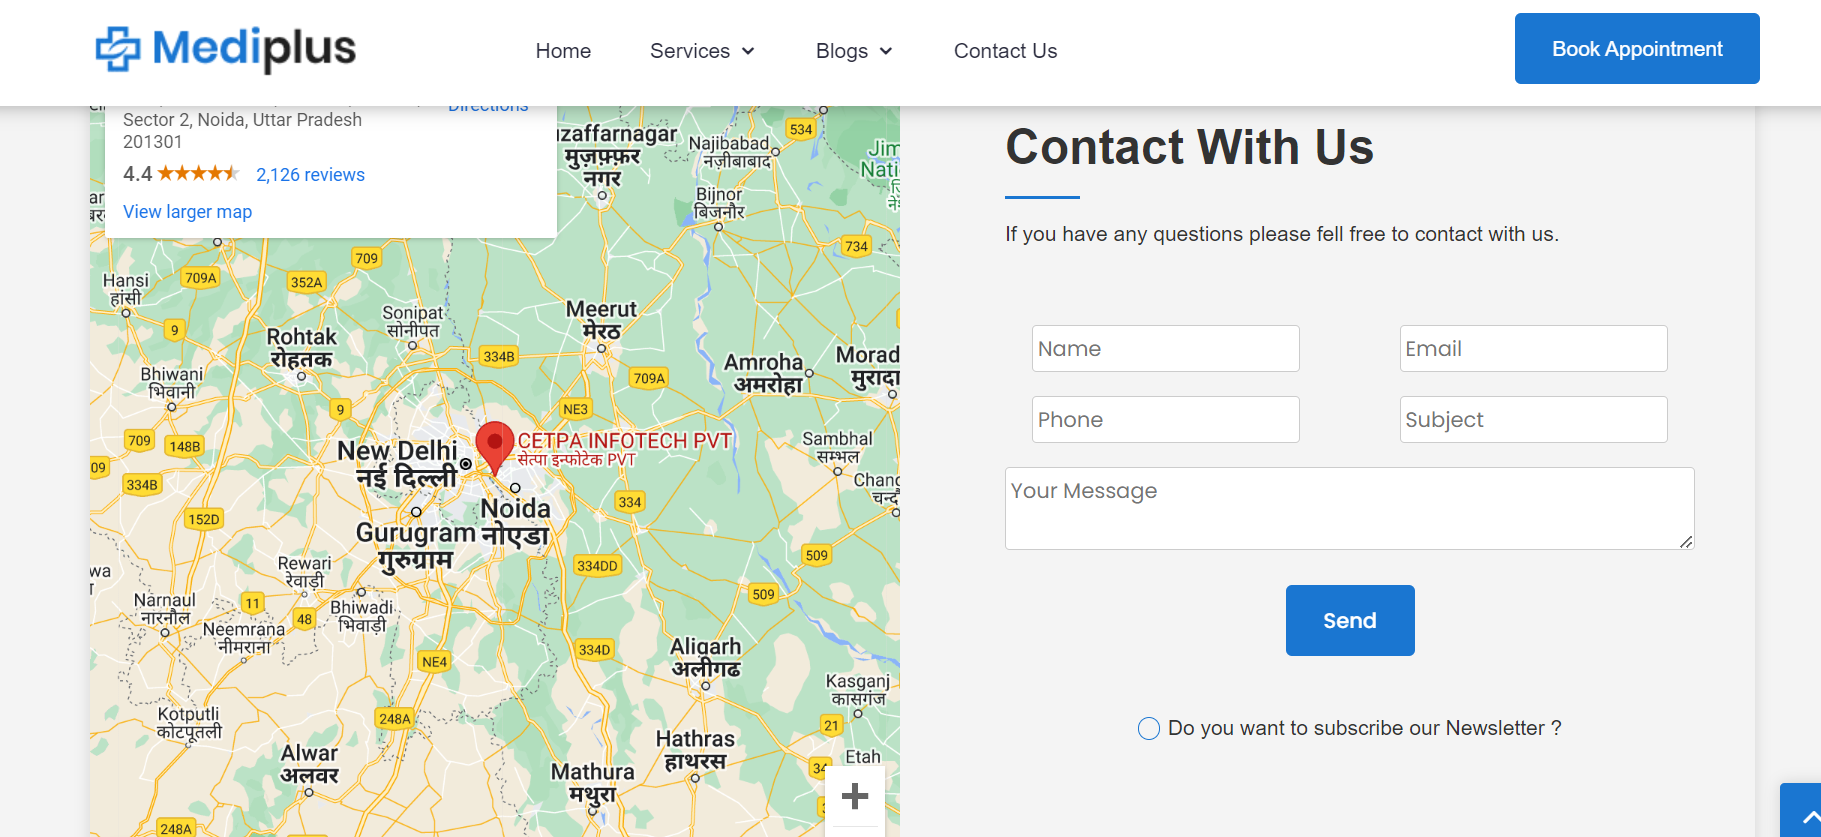 Mediplus
Home
Services
Blogs
Contact Us
Book Appointment
Directions
Sector 2, Noida, Uttar Pradesh
201301
4.4
2,126 reviews
View larger map
534
Najibabad
नज़ीबाबाद
मुज़फ़्फ़र
नगर
Bijnor
बिजनौर
734
709
709A
352A
Hansi
हांसी
Sonipat
सोनीपत
Meerut
मेरठ
9
Rohtak
रोहतक
334B
Amroha
अमरोहा
Bhiwani
भिवानी
709A
9
NE3
709
148B
New Delhi
नई दिल्ली
CETPA INFOTECH PVT
सेत्पा इन्फोटेक PVT
Sambhal
सम्भल
09
334B
152D
Noida
नोएडा
334
Gurugram
गुरुग्राम
509
334DD
Rewari
रेवाड़ी
509
Narnaul
नारनौल
11
48
Bhiwadi
भिवाड़ी
Neemrana
नीमराना
334D
Aligarh
अलीगढ
NE4
Kasganj
कासगंज
Kotputli
कोटपूतली
248A
21
Hathras
हाथरस
Alwar
अलवर
Etah
Mathura
मथुरा
34
248A
Contact With Us
If you have any questions please fell free to contact with us.
Name
Email
Phone
Subject
Your Message
Send
Do you want to subscribe our Newsletter ?